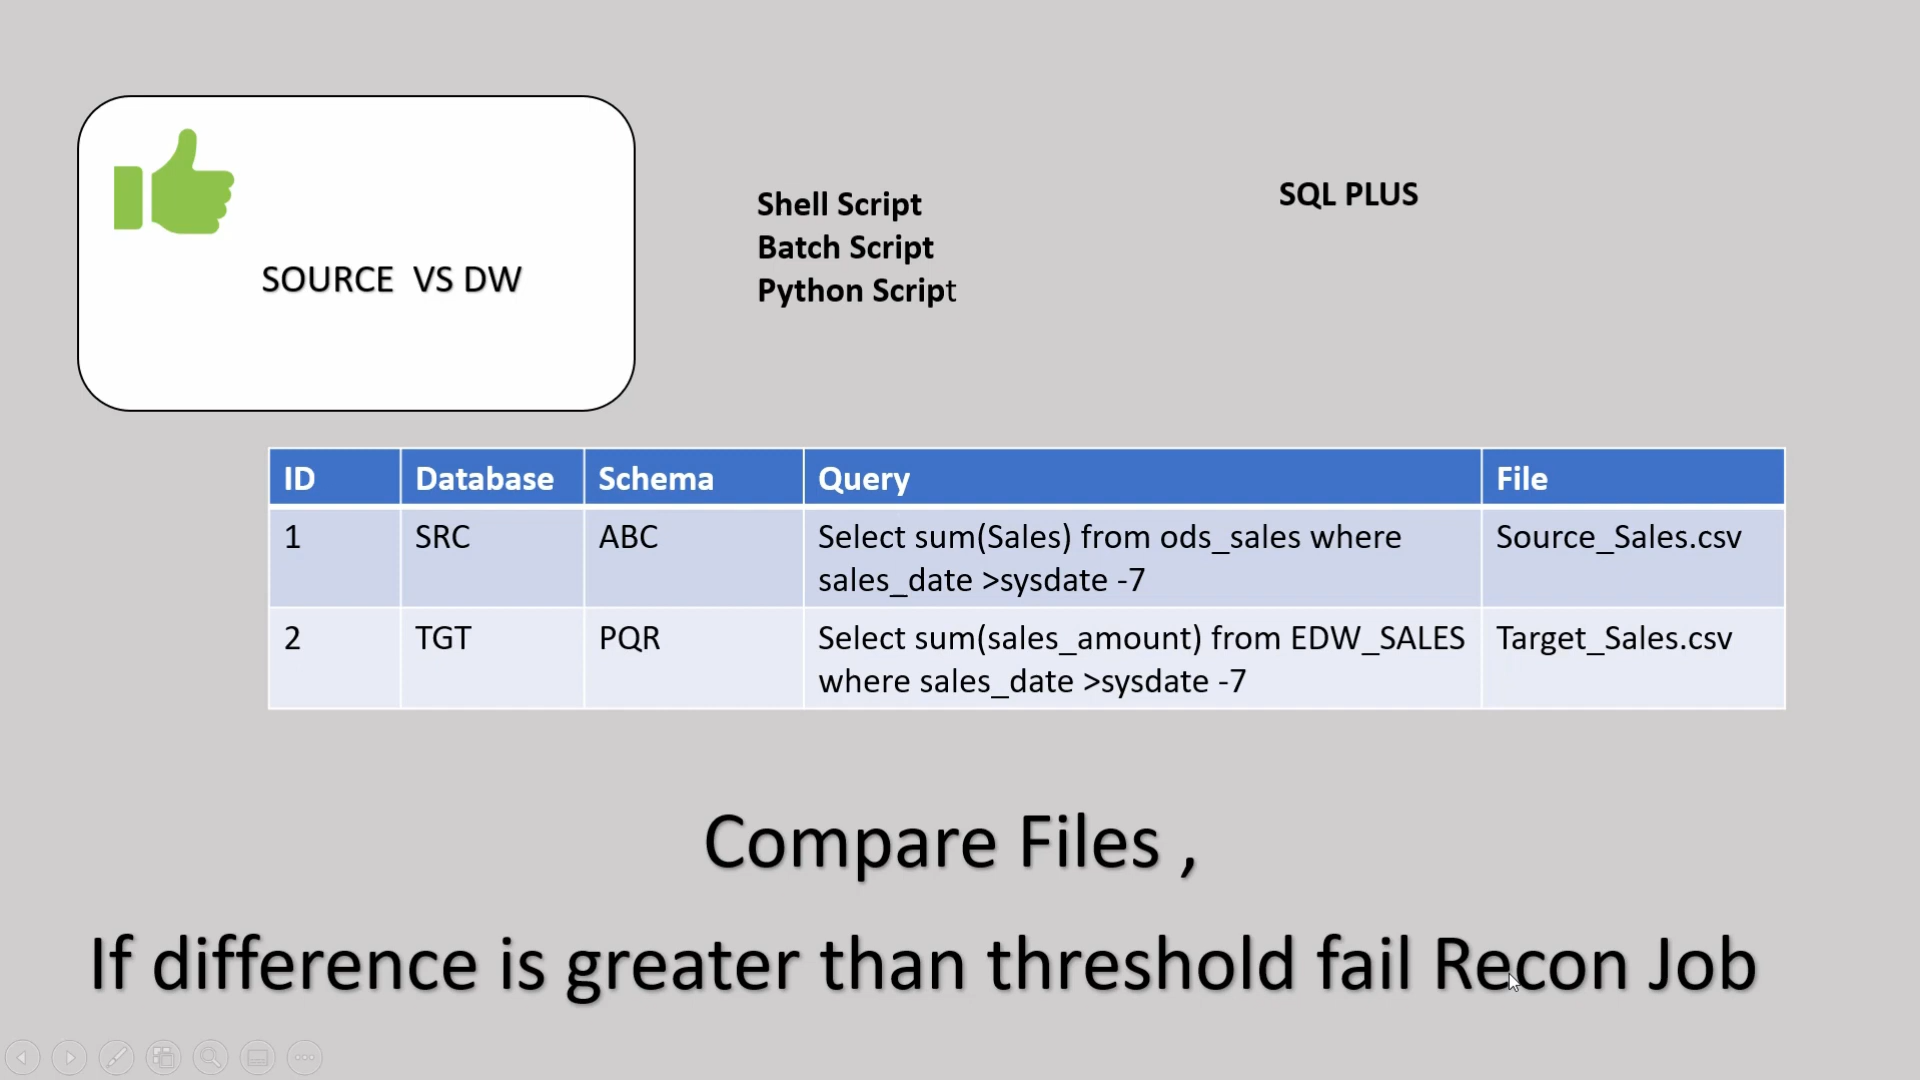 SOURCE  VS DW
Shell Script
Batch Script
Python Script
SQL PLUS
ID Database Schema Query File
1 SRC ABC Select sum(Sales) from ods_sales where Source_Sales.csv
sales_date >sysdate -7
2 TGT PQR Select sum(sales_amount) from EDW_SALES Target_Sales.csv
where sales_date >sysdate -7
Compare Files ,
If difference is greater than threshold fail Recon Job